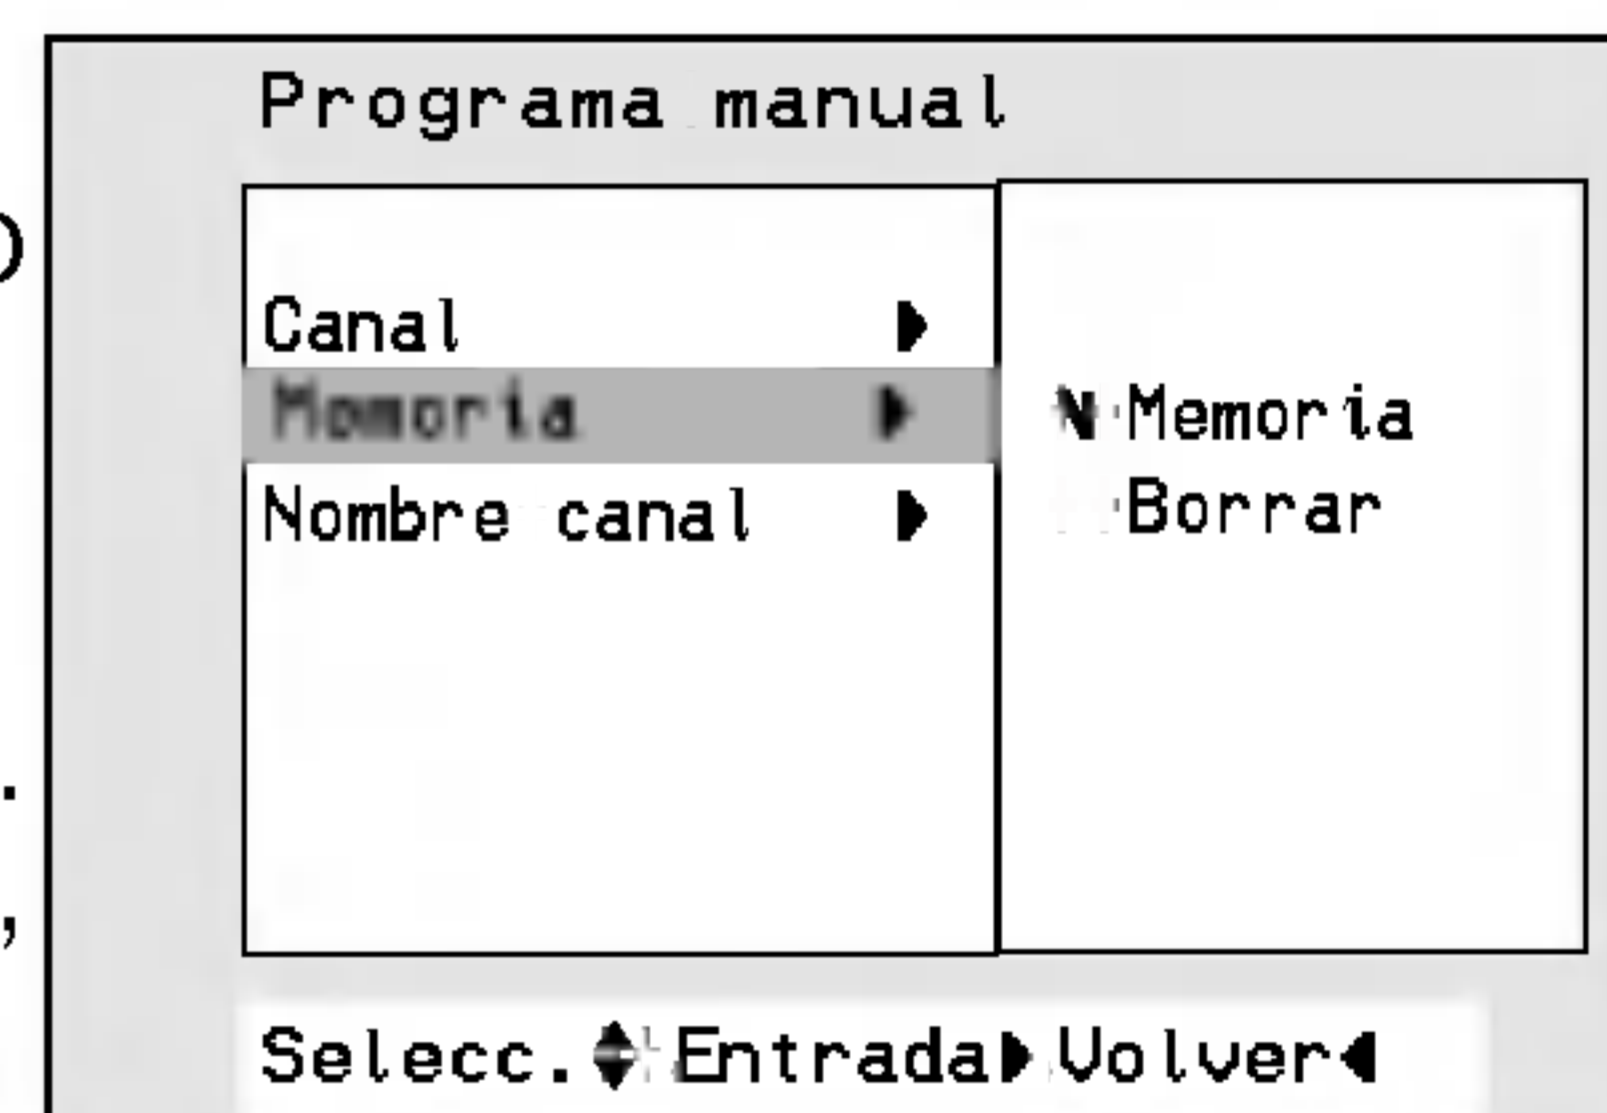 Programa manual
Canal
Memoria Memoria
Nombre canal Borrar
Selecc. Entrada Volver